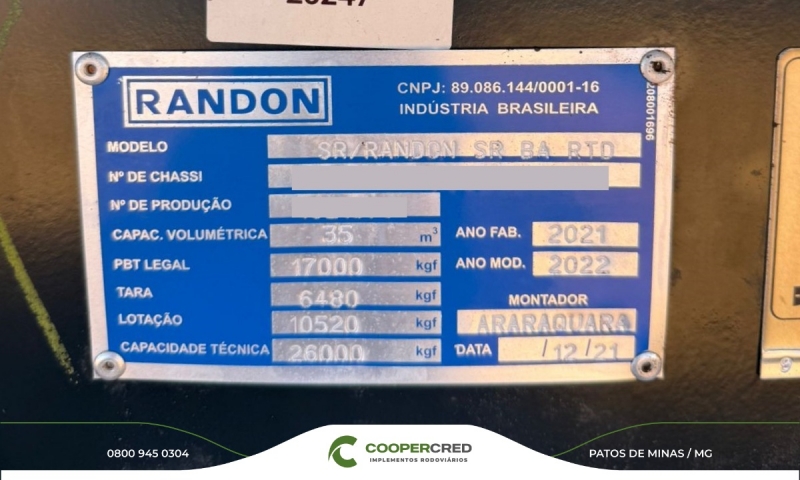 RANDON
CNPJ: 89.086.144/0001-16
INDÚSTRIA BRASILEIRA
208001696
MODELO SR/RANDON SR BA RTD
Nº DE CHASSI
Nº DE PRODUÇÃO
CAPAC. VOLUMÉTRICA 35 m³ ANO FAB. 2021
PBT LEGAL 17000 kgf ANO MOD. 2022
TARA 6480 kgf
MONTADOR
LOTAÇÃO 10520 kgf ARARAQUARA
CAPACIDADE TÉCNICA 26000 kgf DATA /12/21
0800 945 0304
COOPERCRED
IMPLEMENTOS RODOVIÁRIOS
PATOS DE MINAS / MG